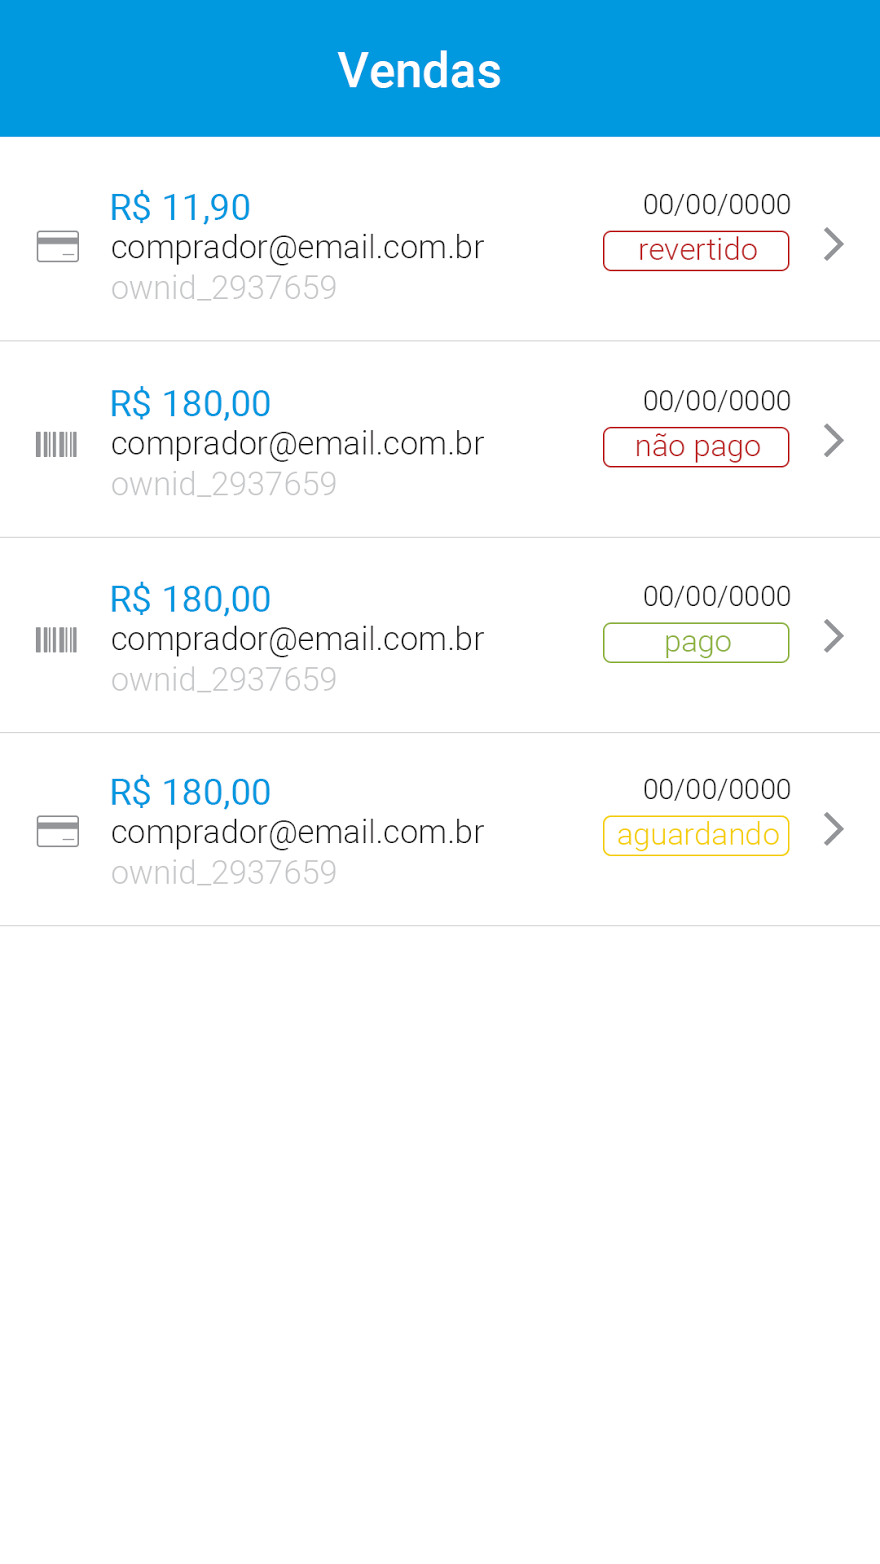 Vendas
R$ 11,90
00/00/0000
comprador@email.com.br
revertido
ownid_2937659
R$ 180,00
00/00/0000
comprador@email.com.br
não pago
ownid_2937659
R$ 180,00
00/00/0000
comprador@email.com.br
pago
ownid_2937659
R$ 180,00
00/00/0000
comprador@email.com.br
aguardando
ownid_2937659